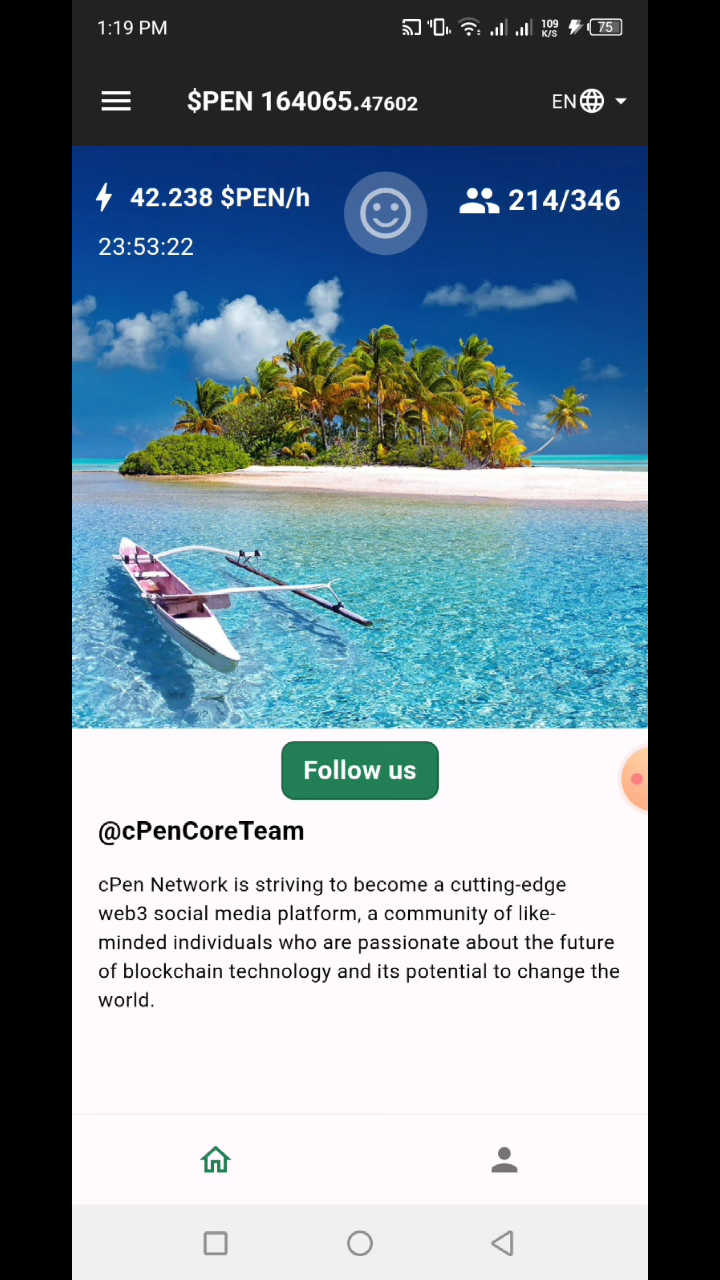 1:19 PM
109
K/S
75
$PEN 164065.47602
EN
42.238 $PEN/h
214/346
23:53:22
Follow us
@cPenCoreTeam
cPen Network is striving to become a cutting-edge
web3 social media platform, a community of like-
minded individuals who are passionate about the future
of blockchain technology and its potential to change the
world.